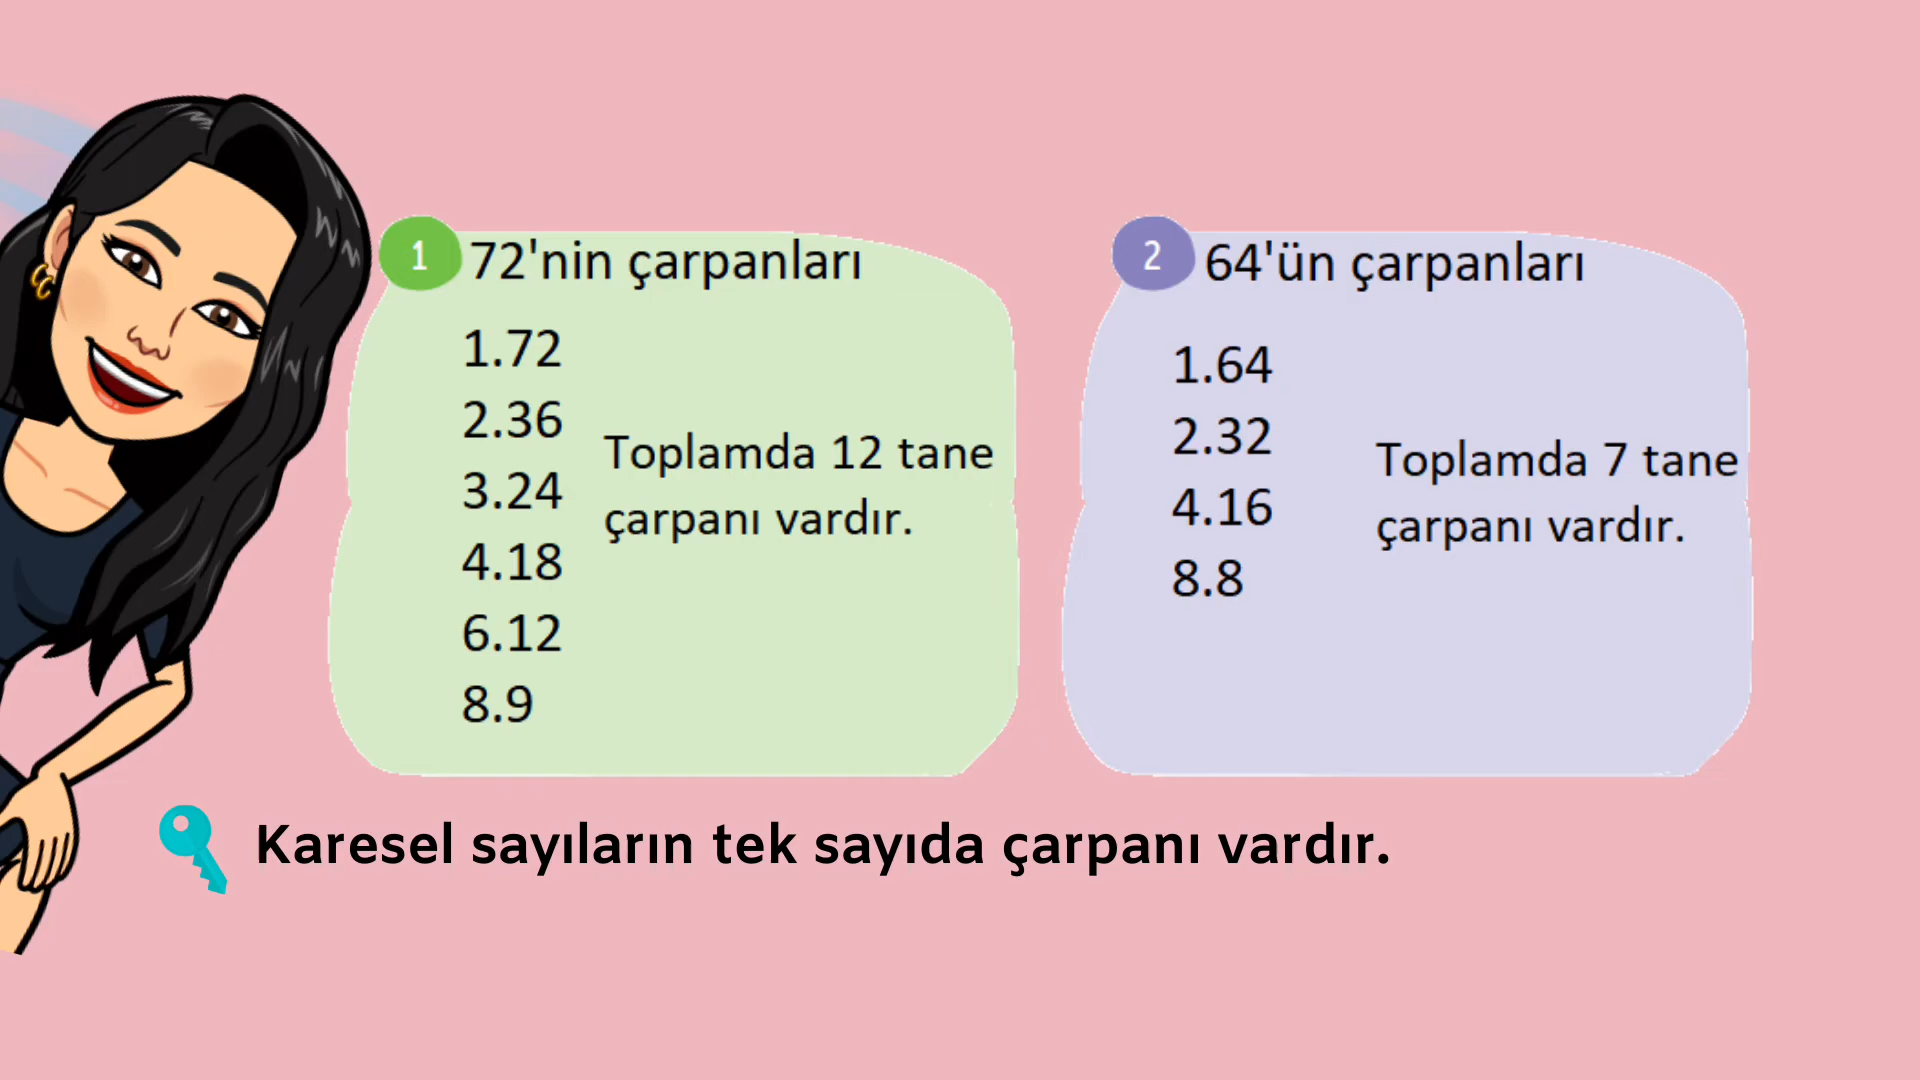 1 72'nin çarpanları
1.72
2.36
3.24
4.18
6.12
8.9
Toplamda 12 tane
çarpanı vardır.
2 64'ün çarpanları
1.64
2.32
4.16
8.8
Toplamda 7 tane
çarpanı vardır.
Karesel sayıların tek sayıda çarpanı vardır.